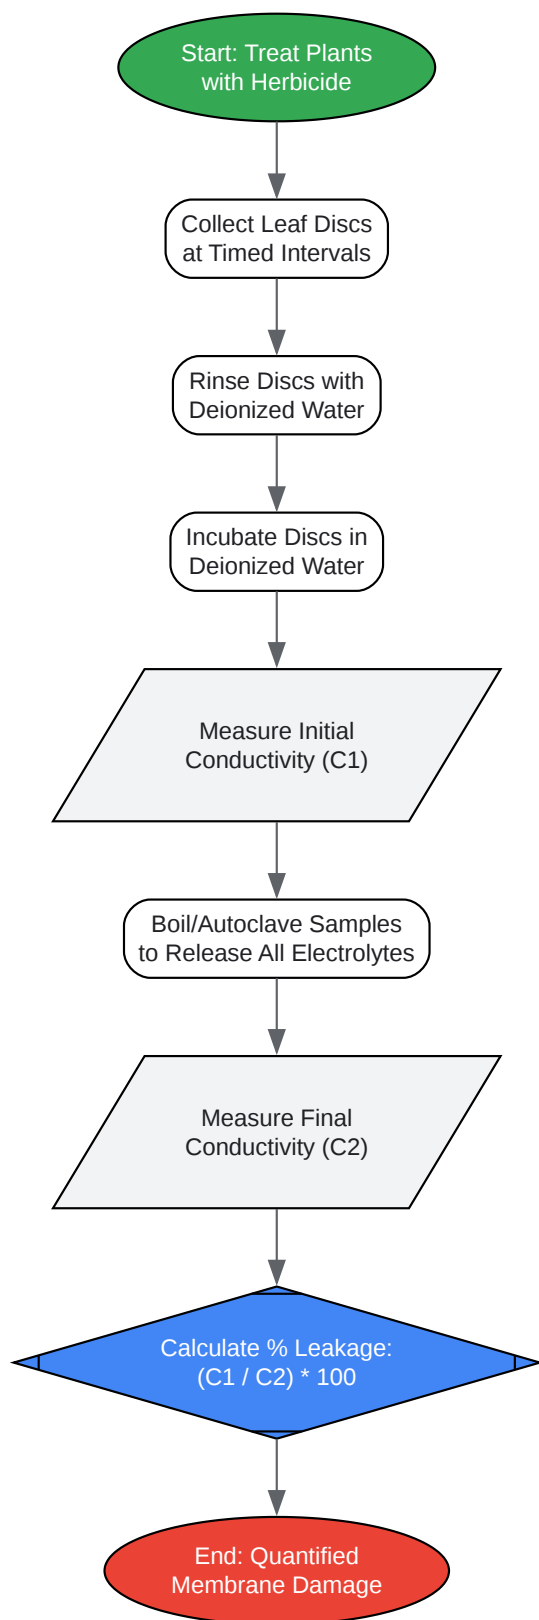 Start: Treat Plants
with Herbicide
Collect Leaf Discs
at Timed Intervals
Rinse Discs with
Deionized Water
Incubate Discs in
Deionized Water
Measure Initial
Conductivity (C1)
Boil/Autoclave Samples
to Release All Electrolytes
Measure Final
Conductivity (C2)
Calculate % Leakage:
(C1 / C2) * 100
End: Quantified
Membrane Damage